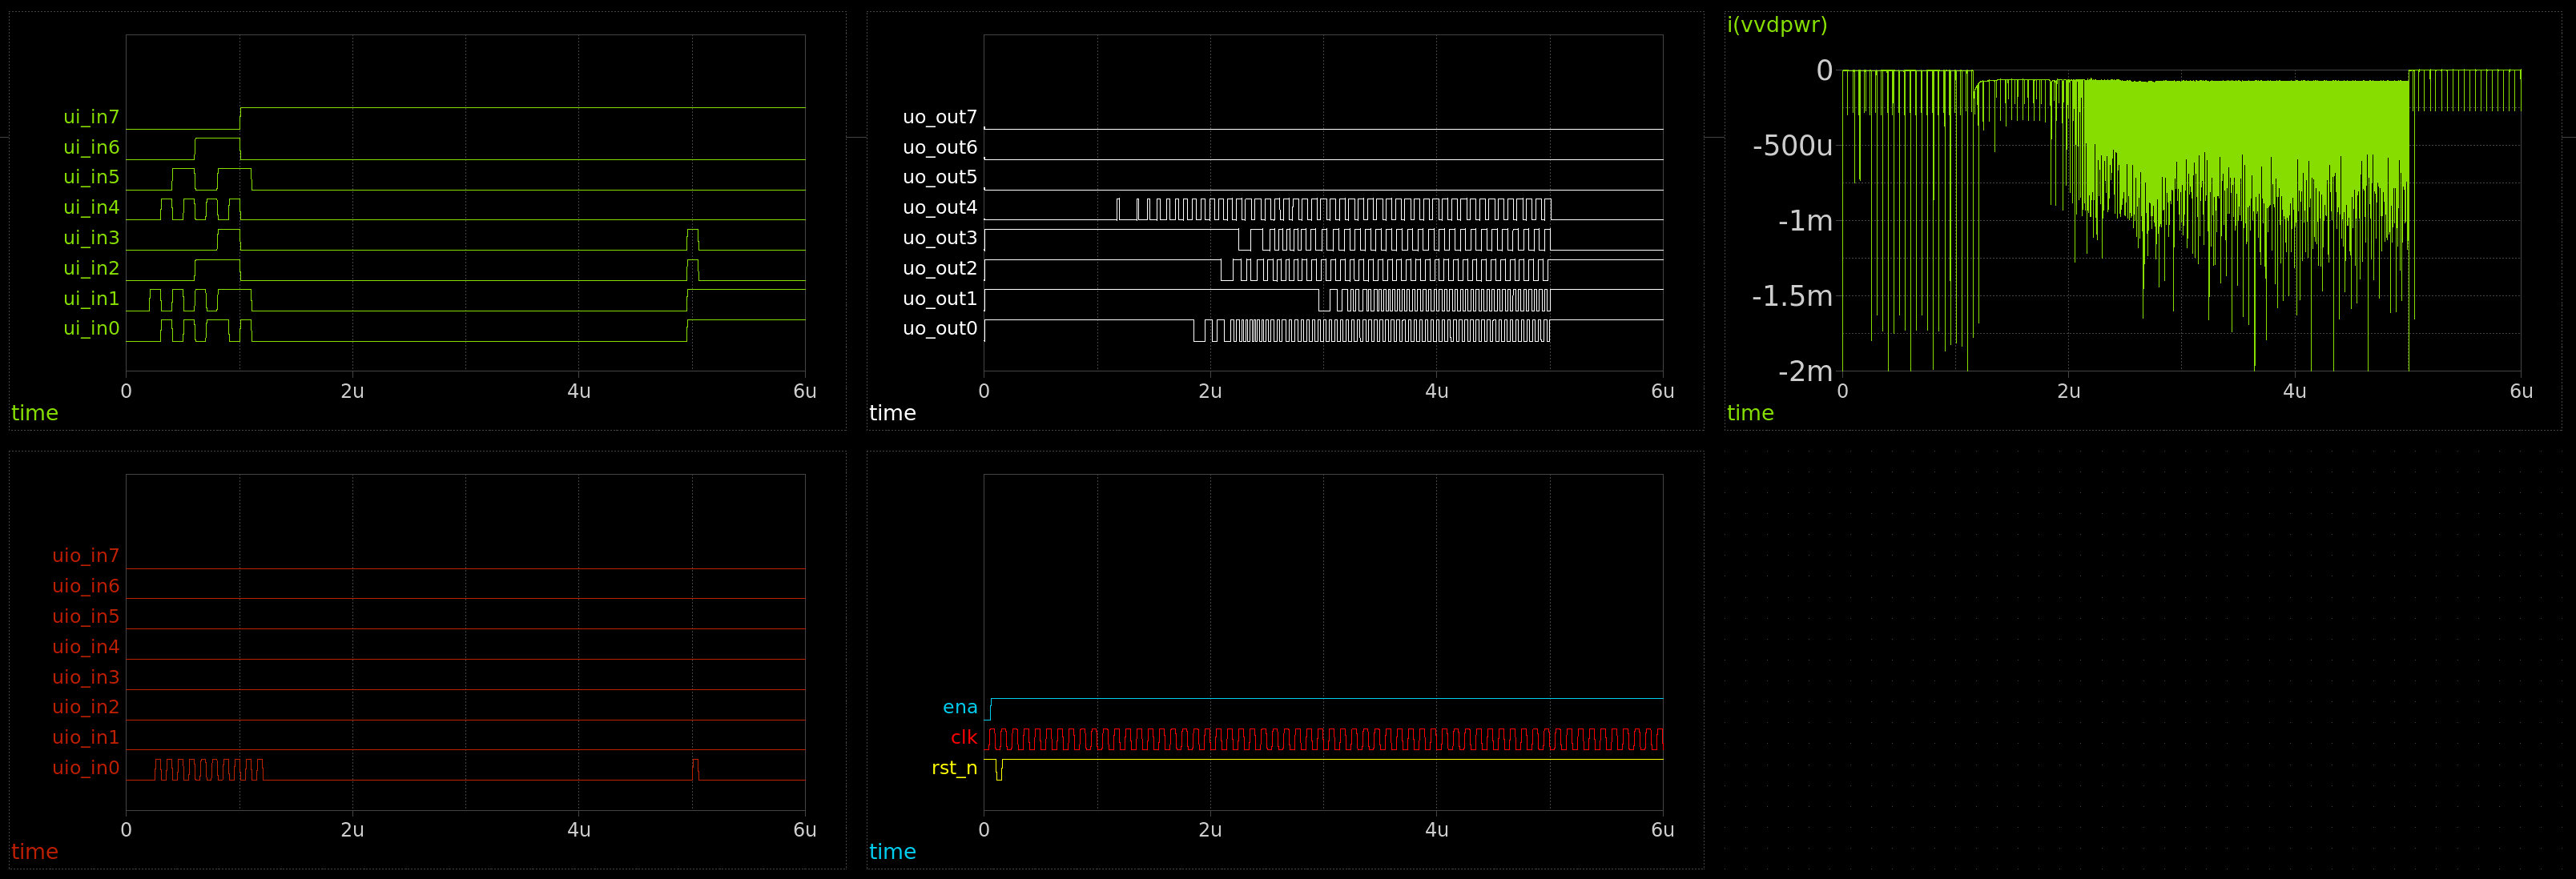 ui_in7
ui_in6
ui_in5
ui_in4
ui_in3
ui_in2
ui_in1
ui_in0
0
2u
4u
6u
time
uo_out7
uo_out6
uo_out5
uo_out4
uo_out3
uo_out2
uo_out1
uo_out0
0
2u
4u
6u
time
i(vvdpwr)
0
-500u
-1m
-1.5m
-2m
0
2u
4u
6u
time
uio_in7
uio_in6
uio_in5
uio_in4
uio_in3
uio_in2
uio_in1
uio_in0
0
2u
4u
6u
time
ena
clk
rst_n
0
2u
4u
6u
time